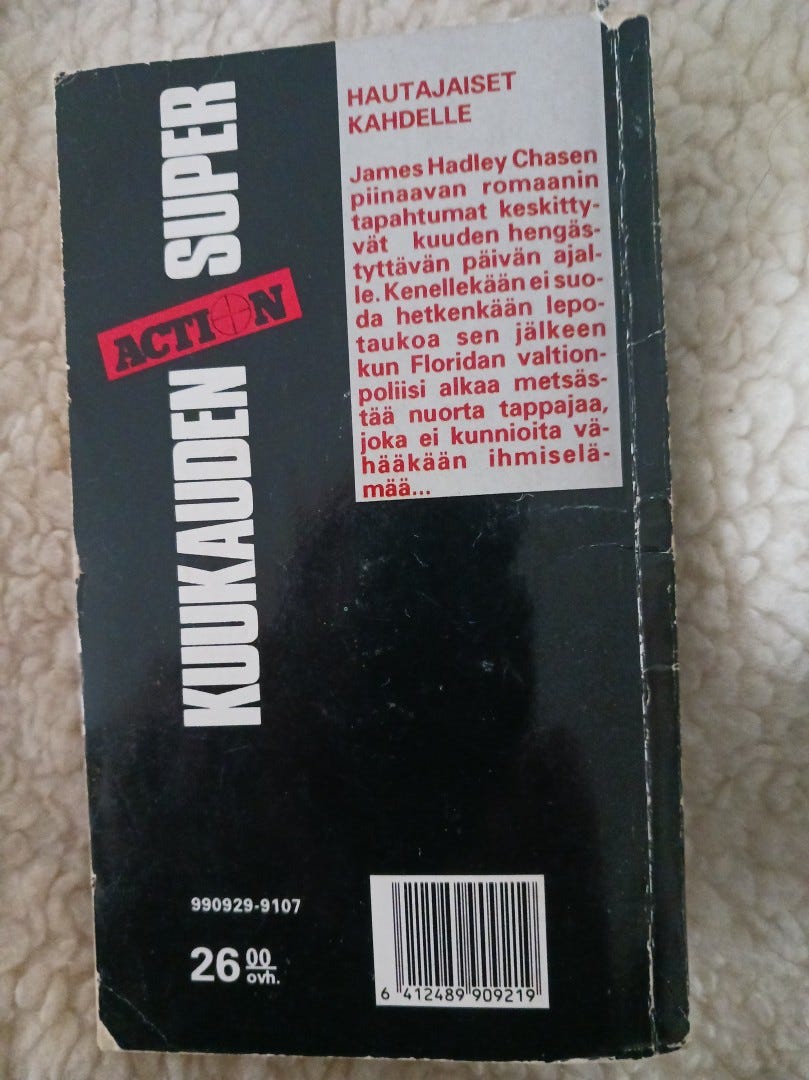 KUUKAUDEN SUPER
ACTION
HAUTAJAISET
KAHDELLE
James Hadley Chasen
piinaavan romaanin
tapahtumat keskitty-
vät kuuden hengäs-
tyttävän päivän ajal-
le. Kenellekään ei suo-
da hetkenkään lepo-
taukoa sen jälkeen
kun Floridan valtion-
poliisi alkaa metsäs-
tää nuorta tappajaa,
joka ei kunnioita vä-
hääkään ihmiselä-
mää...
990929-9107
26 00
ovh.
6 412489 909219